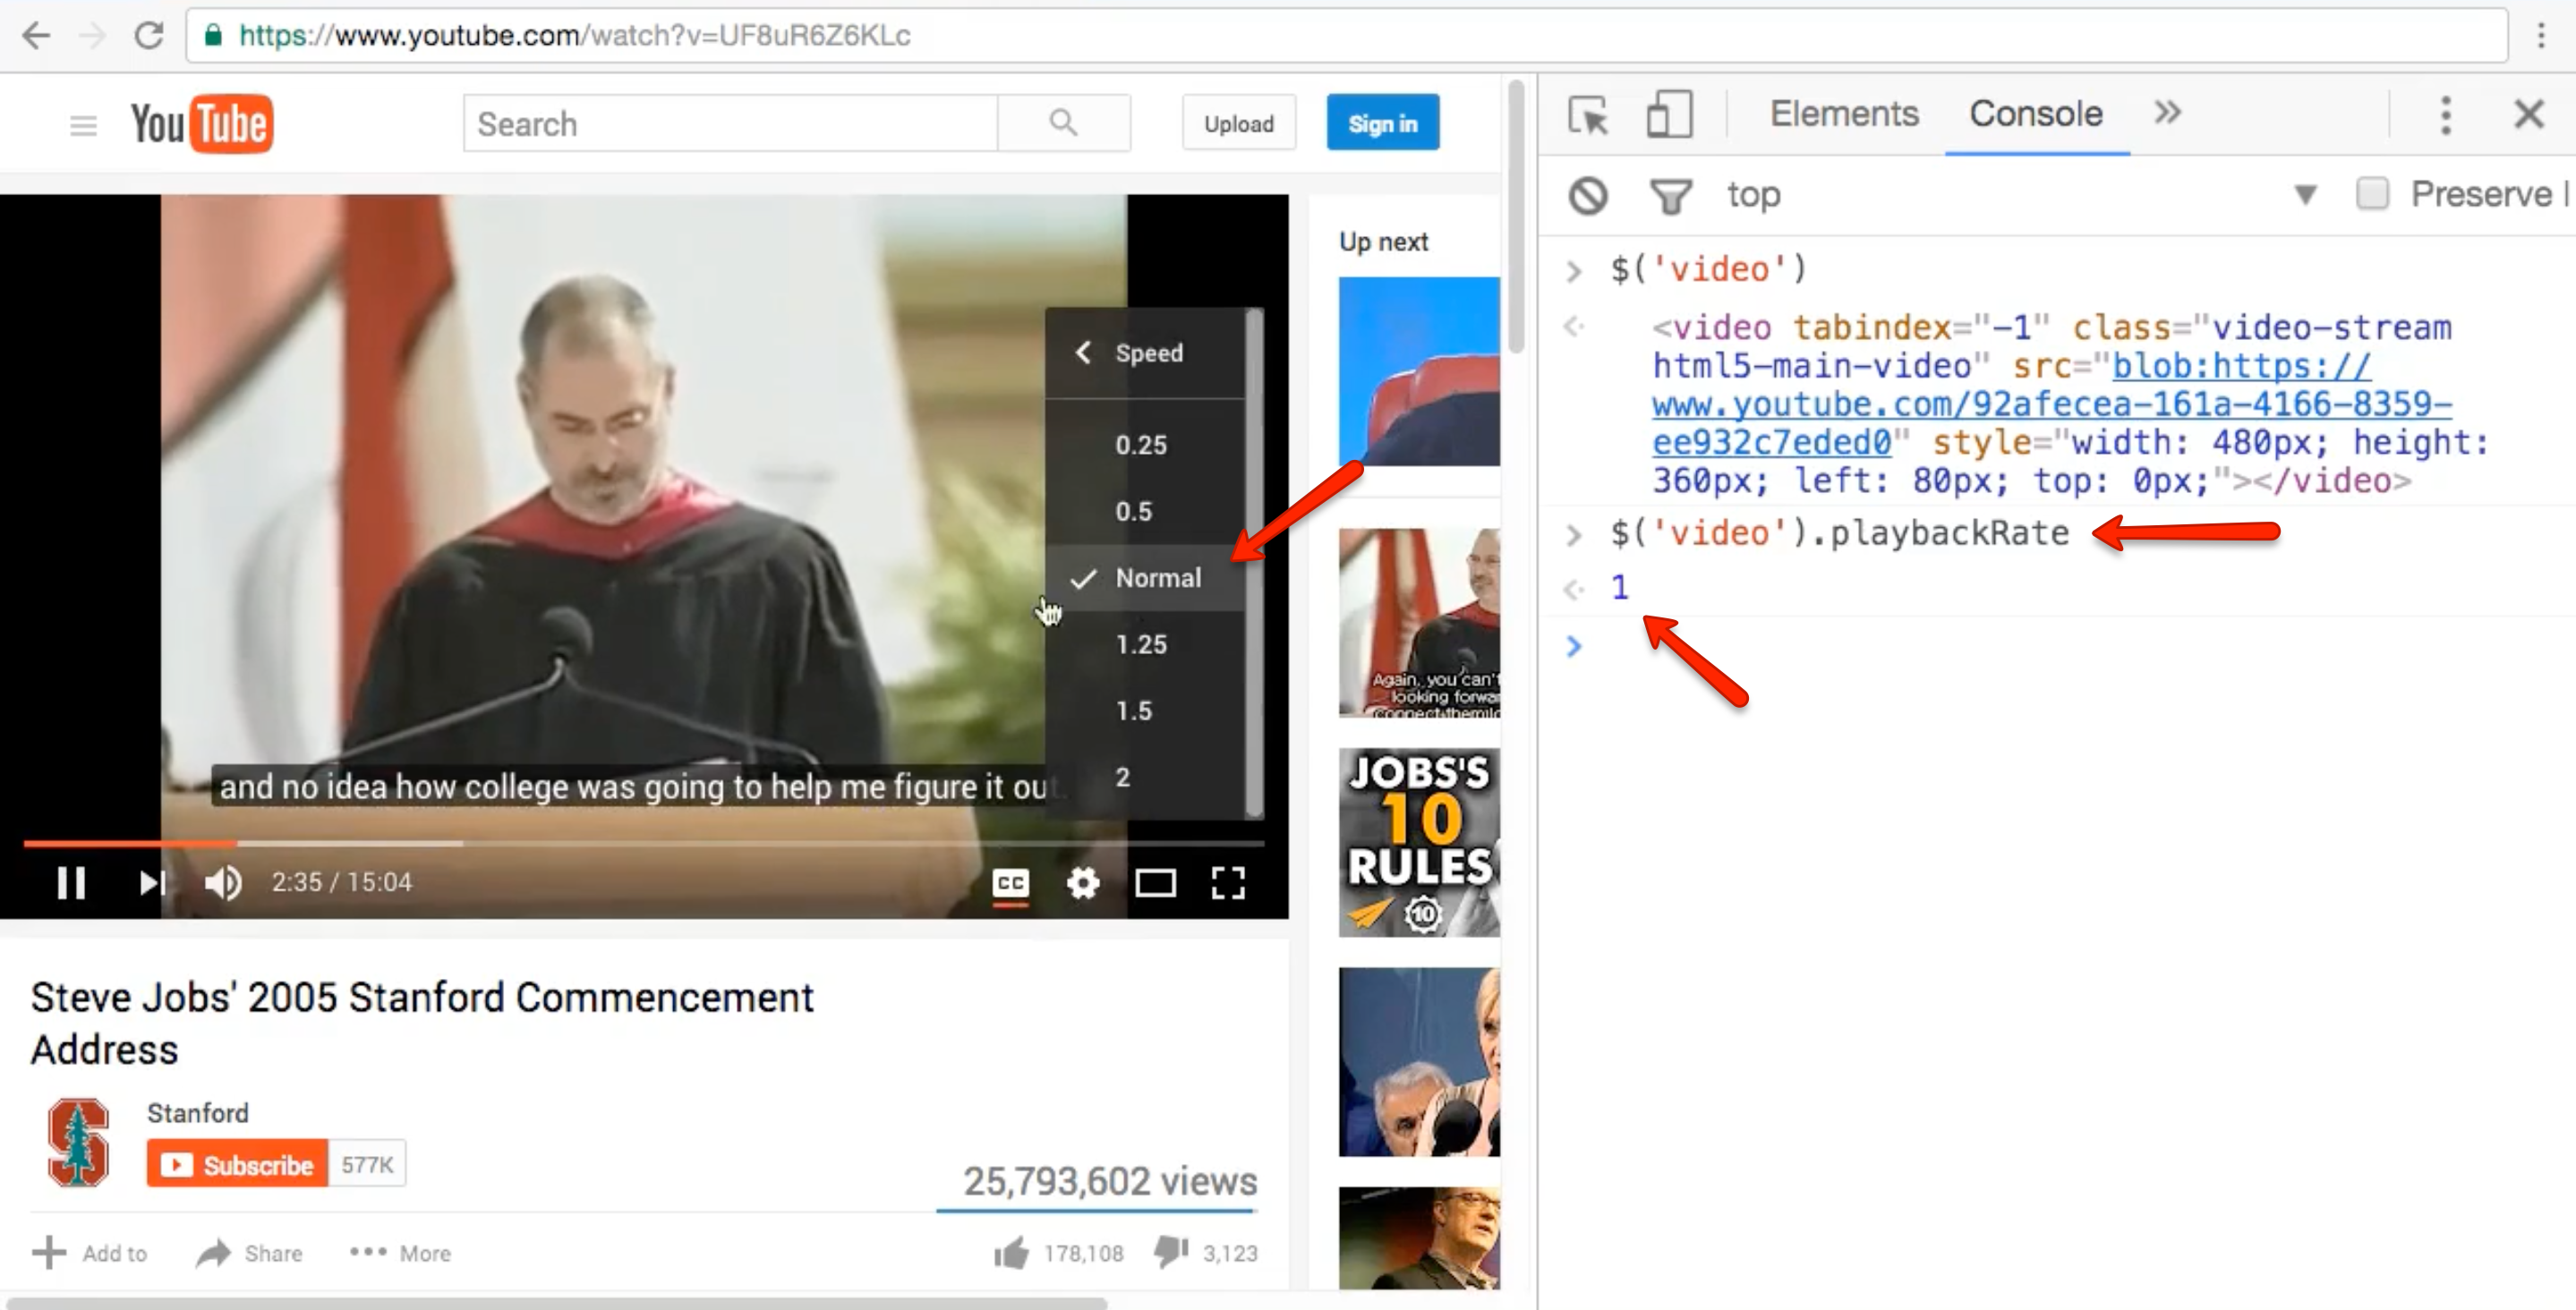 https://www.youtube.com/watch?v=UF8uR6Z6KLc
YouTube
Search
Upload
Sign in
Up next
Speed
0.25
0.5
Normal
1.25
1.5
2
and no idea how college was going to help me figure it out.
2:35 / 15:04
CC
Again, you can't
looking forwar
JOBS'S
10
RULES
10
Steve Jobs' 2005 Stanford Commencement
Address
Stanford
Subscribe
577K
25,793,602 views
Add to
Share
More
178,108
3,123
Elements
Console
top
Preserve l
$('video')
<video tabindex="-1" class="video-stream
html5-main-video" src="blob:https://
www.youtube.com/92afecea-161a-4166-8359-
ee932c7eded0" style="width: 480px; height:
360px; left: 80px; top: 0px;"></video>
$('video').playbackRate
1